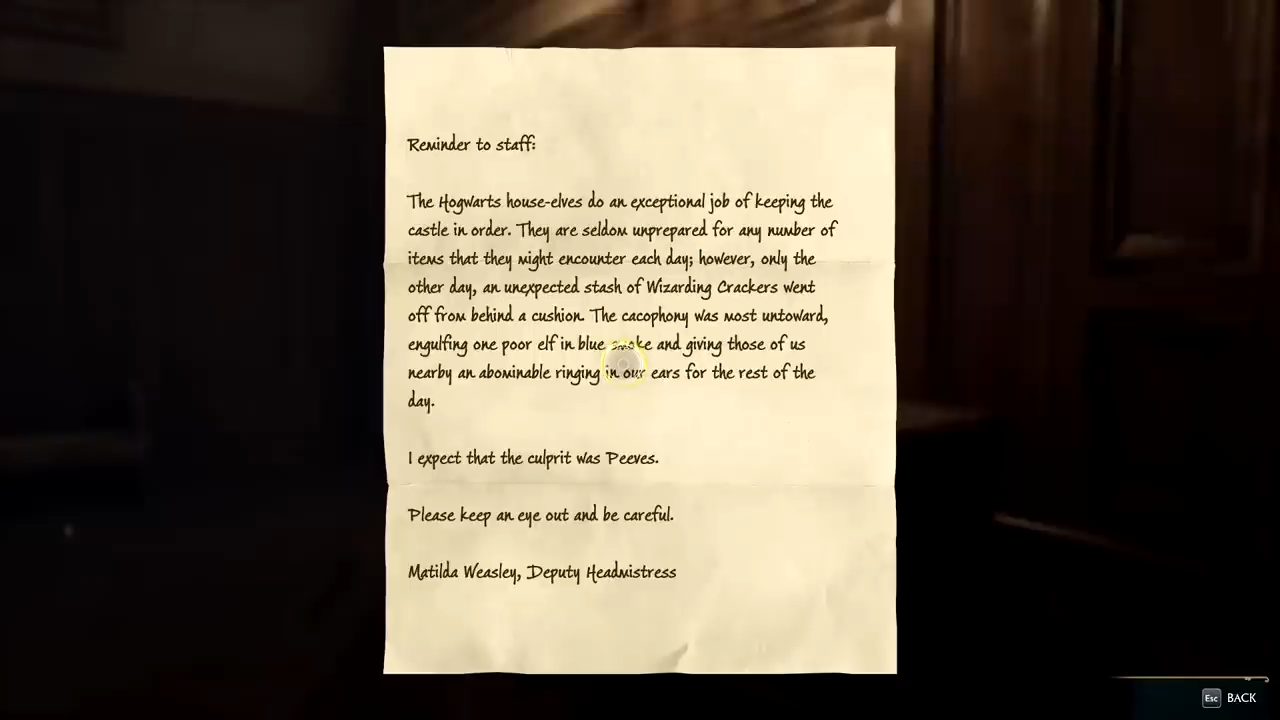 Reminder to staff:
The Hogwarts house-elves do an exceptional job of keeping the
castle in order. They are seldom unprepared for any number of
items that they might encounter each day; however, only the
other day, an unexpected stash of Wizarding Crackers went
off from behind a cushion. The cacophony was most untoward,
engulfing one poor elf in blue smoke and giving those of us
nearby an abominable ringing in our ears for the rest of the
day.
I expect that the culprit was Peeves.
Please keep an eye out and be careful.
Matilda Weasley, Deputy Headmistress
Esc BACK